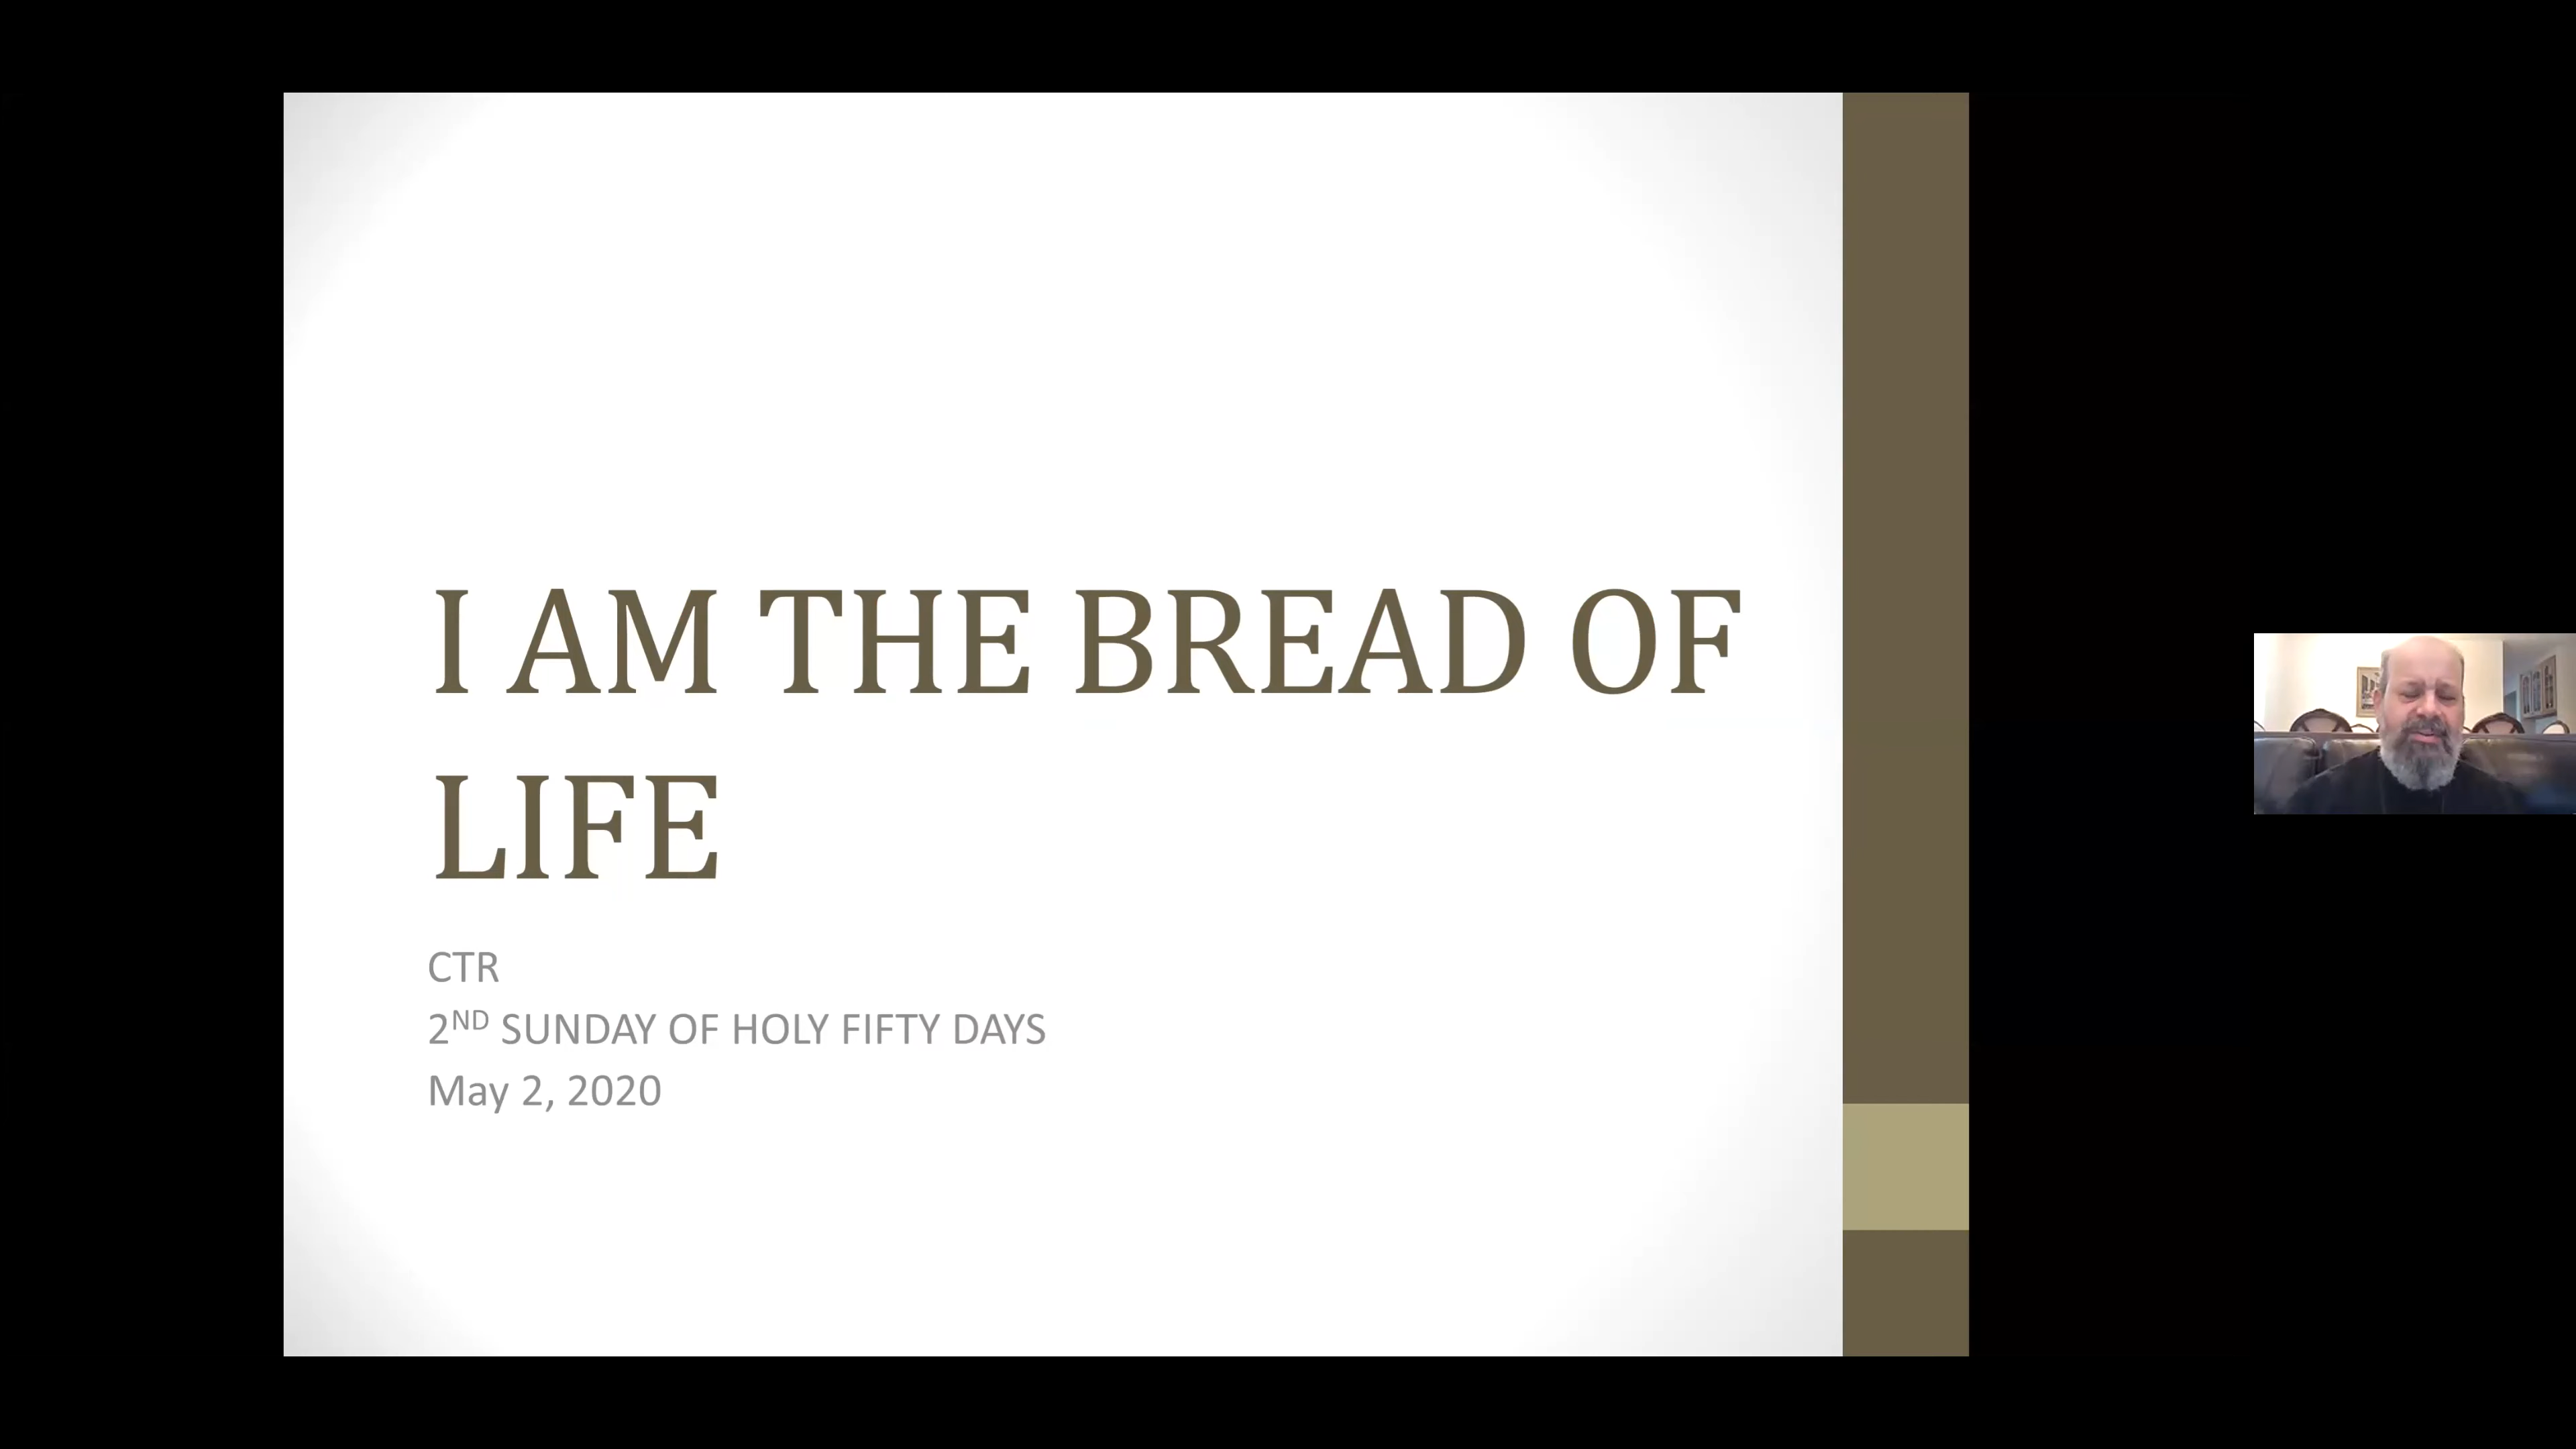 I AM THE BREAD OF
LIFE
CTR
2ND SUNDAY OF HOLY FIFTY DAYS
May 2, 2020